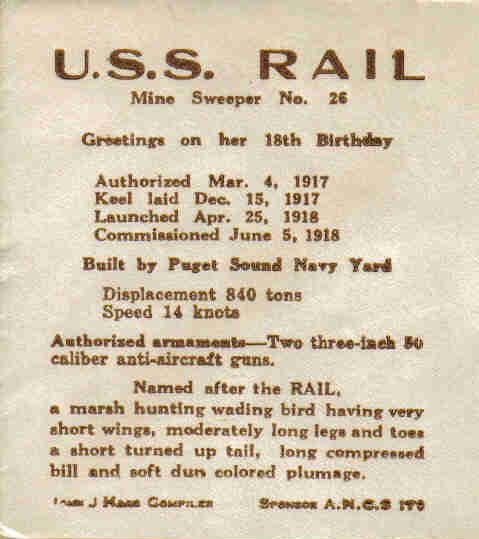 U.S.S. RAIL
Mine Sweeper No. 26
Greetings on her 18th Birthday
Authorized Mar. 4, 1917
Keel laid Dec. 15, 1917
Launched Apr. 25, 1918
Commissioned June 5, 1918
Built by Puget Sound Navy Yard
Displacement 840 tons
Speed 14 knots
Authorized armaments—Two three-inch 50
caliber anti-aircraft guns.
Named after the RAIL,
a marsh hunting wading bird having very
short wings, moderately long legs and toes
a short turned up tail, long compressed
bill and soft dun colored plumage.
J COMPILER SPONSOR A.N.C.S